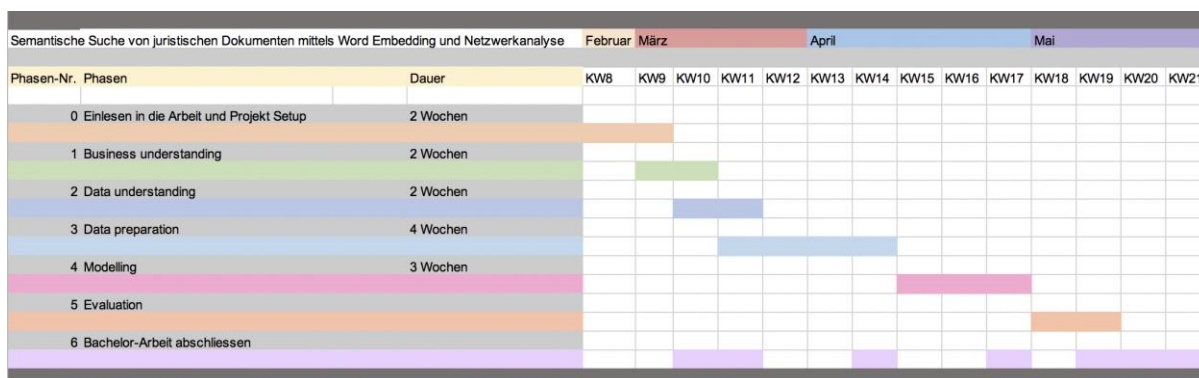 Semantische Suche von juristischen Dokumenten mittels Word Embedding und Netzwerkanalyse Februar März April Mai
Phasen-Nr. Phasen Dauer KW8 KW9 KW10 KW11 KW12 KW13 KW14 KW15 KW16 KW17 KW18 KW19 KW20 KW21
0 Einlesen in die Arbeit und Projekt Setup 2 Wochen
1 Business understanding 2 Wochen
2 Data understanding 2 Wochen
3 Data preparation 4 Wochen
4 Modelling 3 Wochen
5 Evaluation
6 Bachelor-Arbeit abschliessen